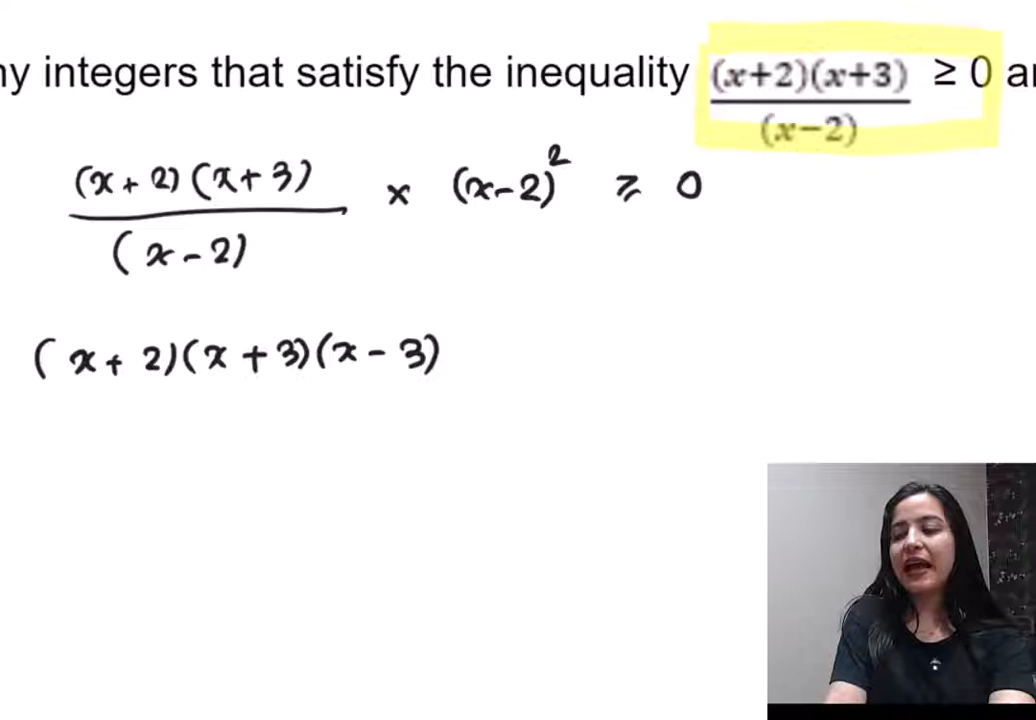 ny integers that satisfy the inequality (x+2)(x+3)/(x−2) ≥ 0 ar
(x+2)(x+3)/(x-2) × (x-2)² ≥ 0
(x+2)(x+3)(x-3)